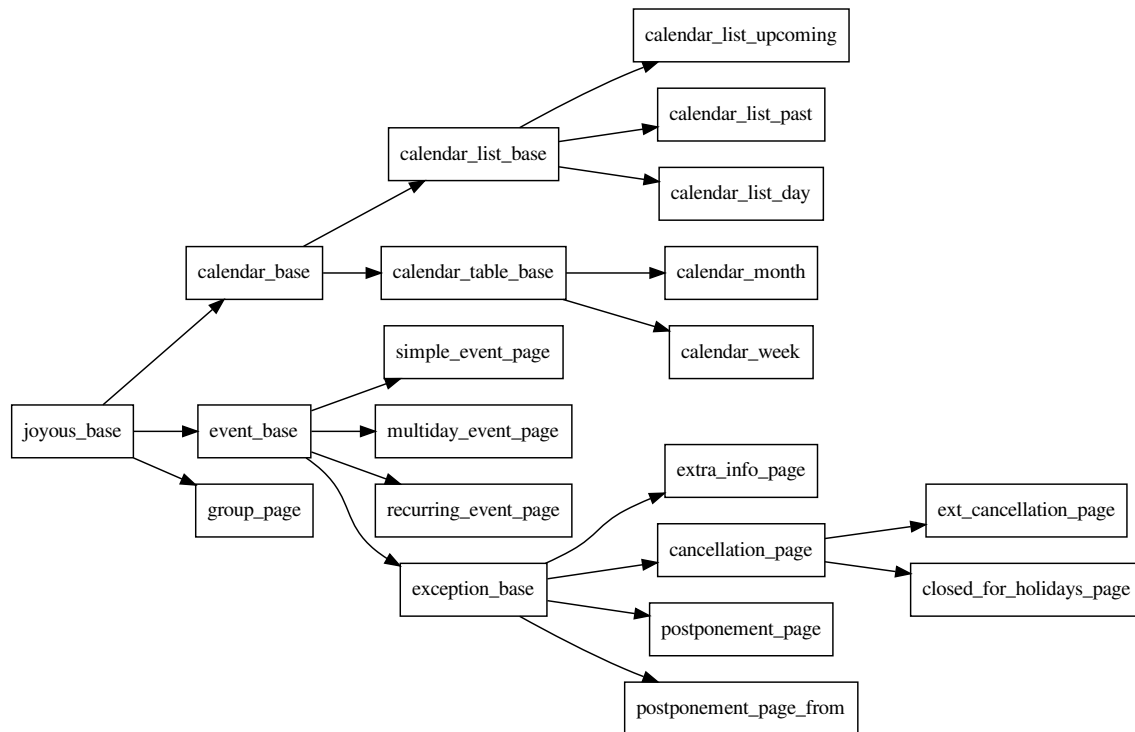 calendar_list_upcoming
calendar_list_past
calendar_list_base
calendar_list_day
calendar_base
calendar_table_base
calendar_month
simple_event_page
calendar_week
joyous_base
event_base
multiday_event_page
extra_info_page
group_page
recurring_event_page
ext_cancellation_page
cancellation_page
exception_base
closed_for_holidays_page
postponement_page
postponement_page_from